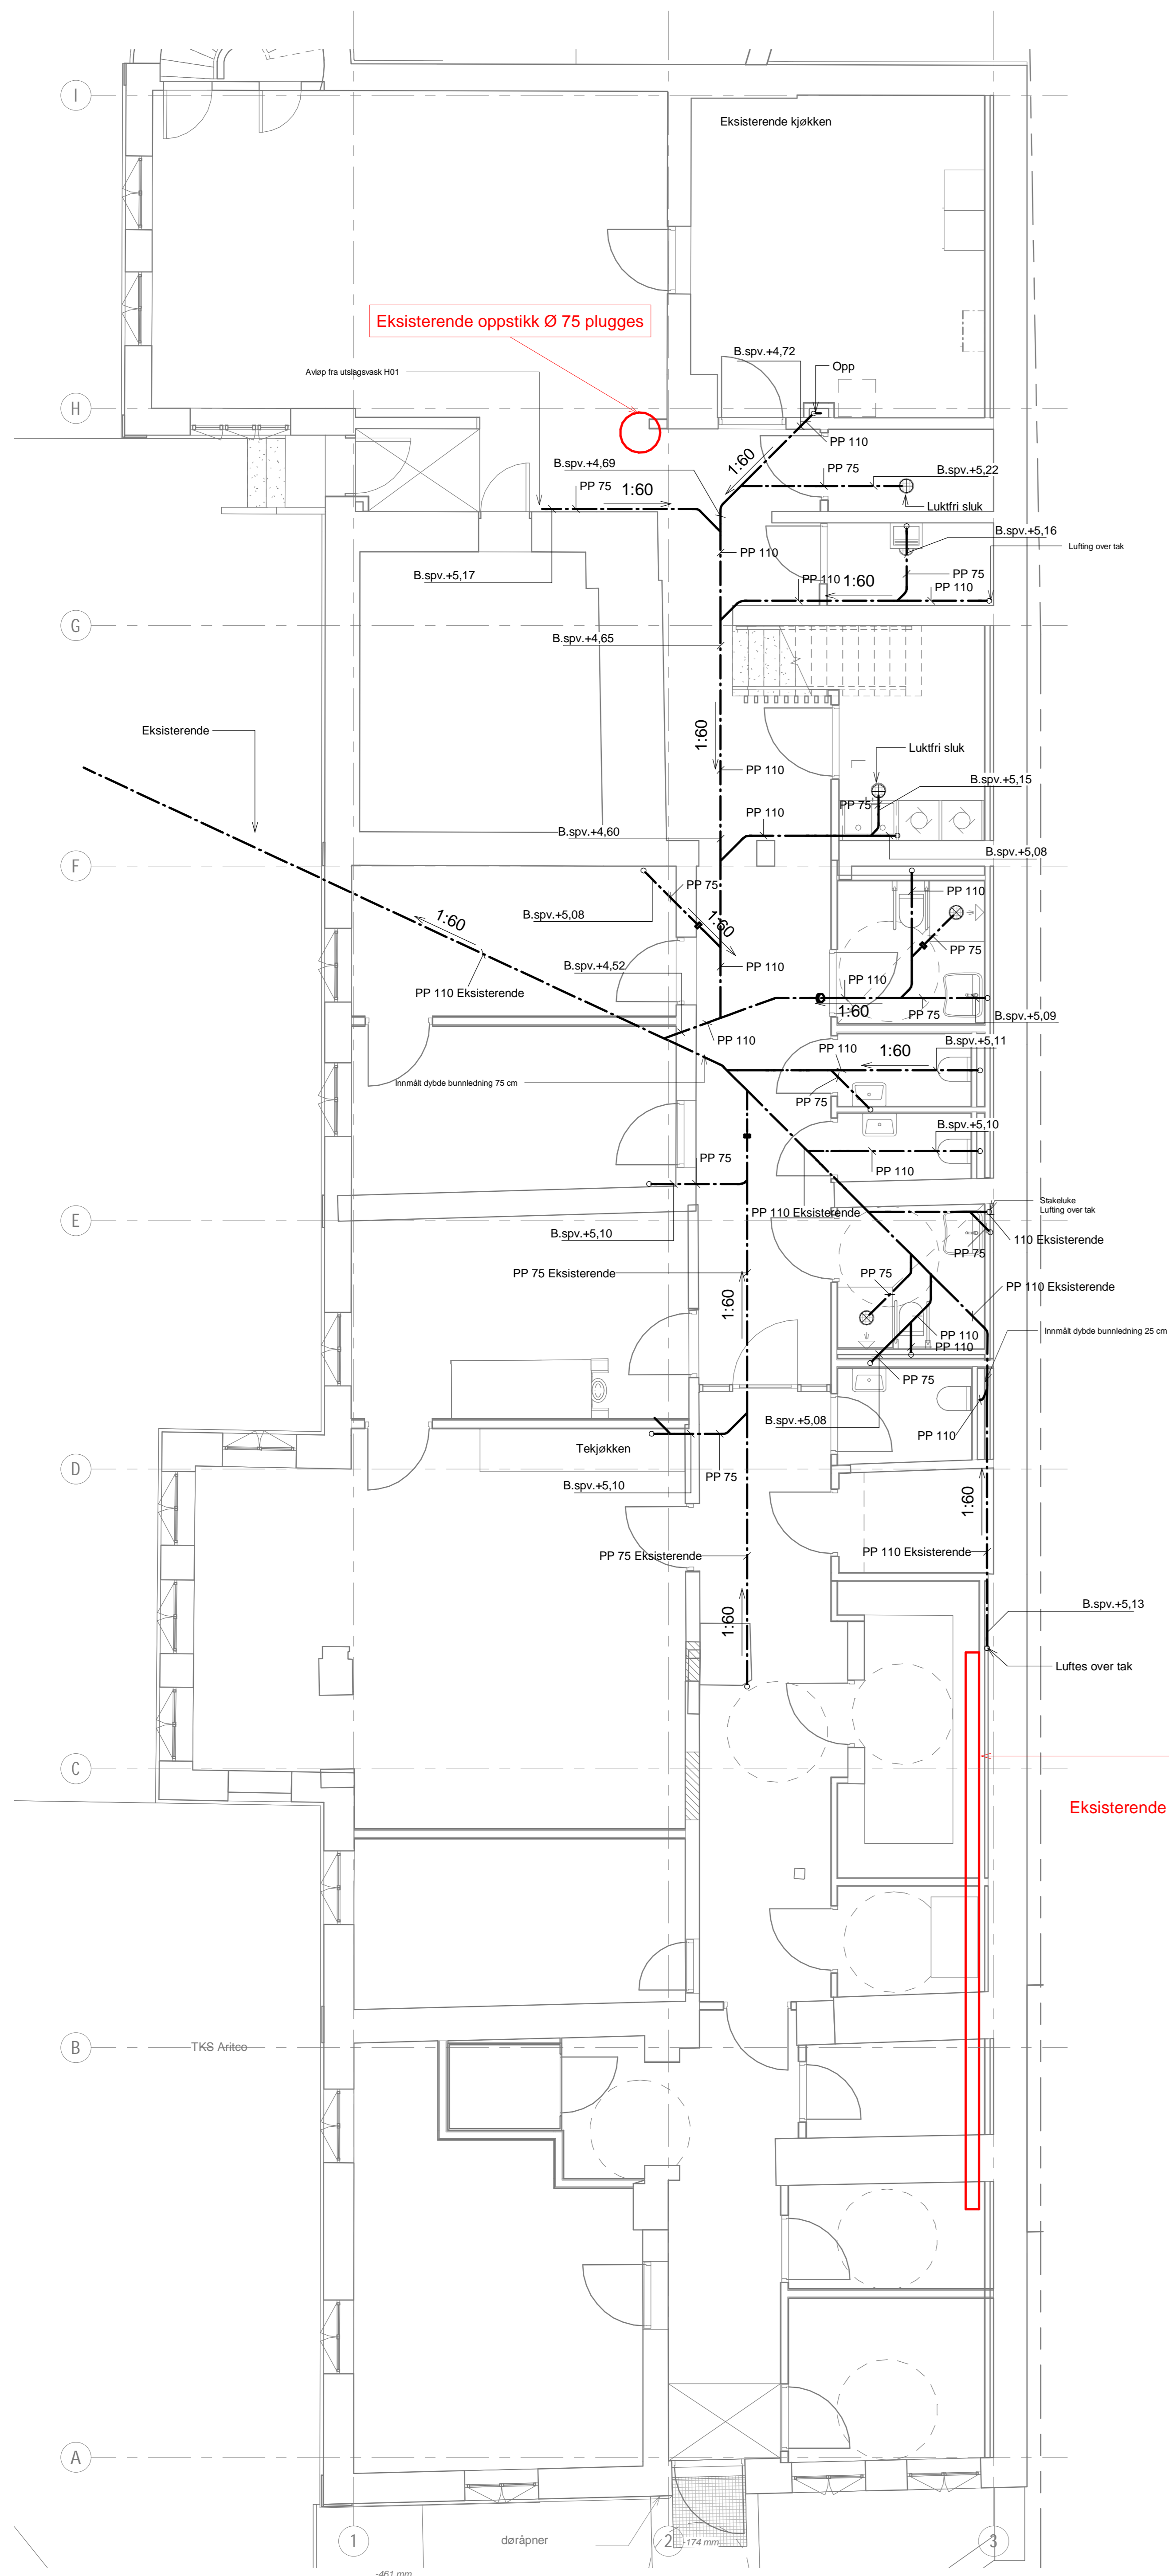 I
Eksisterende kjøkken
Eksisterende oppstikk Ø 75 plugges
B.spv.+4,72
Opp
Avløp fra utslagsvask H01
H
PP 110
1:60
B.spv.+4,69
PP 75
B.spv.+5,22
PP 75
1:60
Luktfri sluk
B.spv.+5,16
Lufting over tak
PP 110
B.spv.+5,17
PP 110
1:60
PP 75
PP 110
G
B.spv.+4,65
1:60
Eksisterende
Luktfri sluk
PP 110
B.spv.+5,15
PP 75
PP 110
B.spv.+4,60
B.spv.+5,08
F
PP 75
PP 110
B.spv.+5,08
1:60
1:60
PP 75
B.spv.+4,52
PP 110
PP 110
PP 110 Eksisterende
1:60
PP 75
B.spv.+5,09
PP 110
PP 110
1:60
B.spv.+5,11
Innmålt dybde bunnledning 75 cm
PP 75
B.spv.+5,10
PP 75
PP 110
Stakeluke
Lufting over tak
E
PP 110 Eksisterende
B.spv.+5,10
110 Eksisterende
PP 75
PP 75 Eksisterende
PP 75
PP 110 Eksisterende
1:60
PP 110
Innmålt dybde bunnledning 25 cm
PP 110
PP 75
B.spv.+5,08
PP 110
Tekjøkken
D
PP 75
B.spv.+5,10
1:60
PP 75 Eksisterende
PP 110 Eksisterende
1:60
B.spv.+5,13
Luftes over tak
C
Eksisterende
B
TKS Aritco
A
1
døråpner
2
-174 mm
3
-461 mm